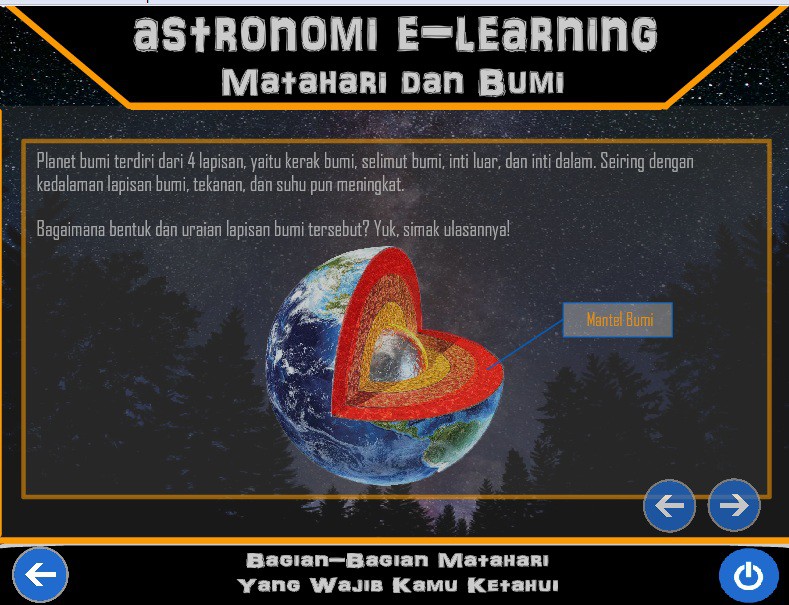 astronomi e-learning
Matahari dan Bumi
Planet bumi terdiri dari 4 lapisan, yaitu kerak bumi, selimut bumi, inti luar, dan inti dalam. Seiring dengan
kedalaman lapisan bumi, tekanan, dan suhu pun meningkat.
Bagaimana bentuk dan uraian lapisan bumi tersebut? Yuk, simak ulasannya!
Mantel Bumi
Bagian-Bagian Matahari
Yang Wajib Kamu Ketahui